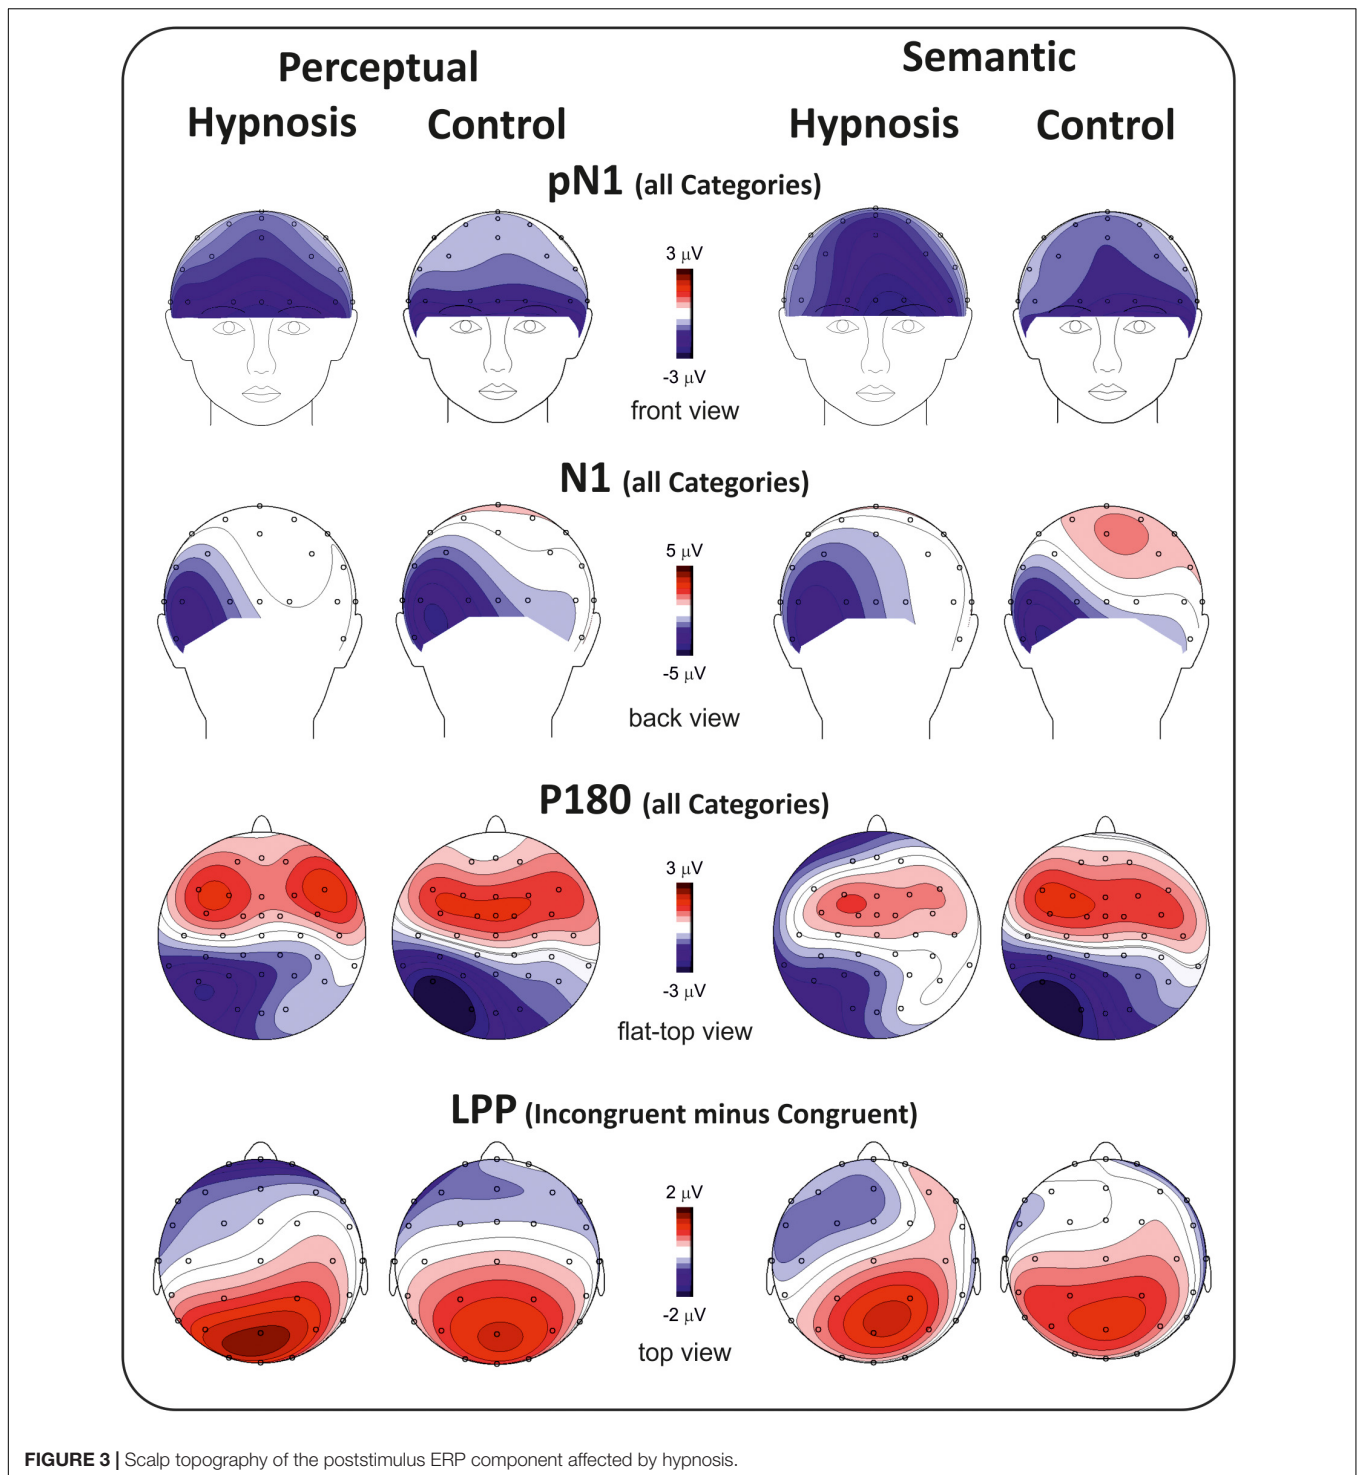 Perceptual
Semantic
Hypnosis Control
Hypnosis Control
pN1 (all Categories)
3 μV
-3 μV
front view
N1 (all Categories)
5 μV
-5 μV
back view
P180 (all Categories)
3 μV
-3 μV
flat-top view
LPP (Incongruent minus Congruent)
2 μV
-2 μV
top view
FIGURE 3 | Scalp topography of the poststimulus ERP component affected by hypnosis.